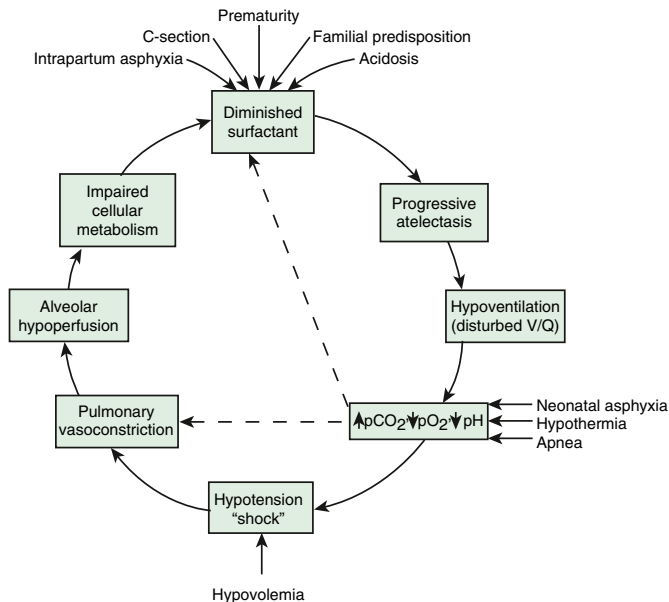 Prematurity
C-section
Familial predisposition
Intrapartum asphyxia
Acidosis
Diminished
surfactant
Impaired
cellular
metabolism
Progressive
atelectasis
Alveolar
hypoperfusion
Hypoventilation
(disturbed V/Q)
Pulmonary
vasoconstriction
↑pCO₂,↓pO₂,↓pH
Neonatal asphyxia
Hypothermia
Apnea
Hypotension
“shock”
Hypovolemia